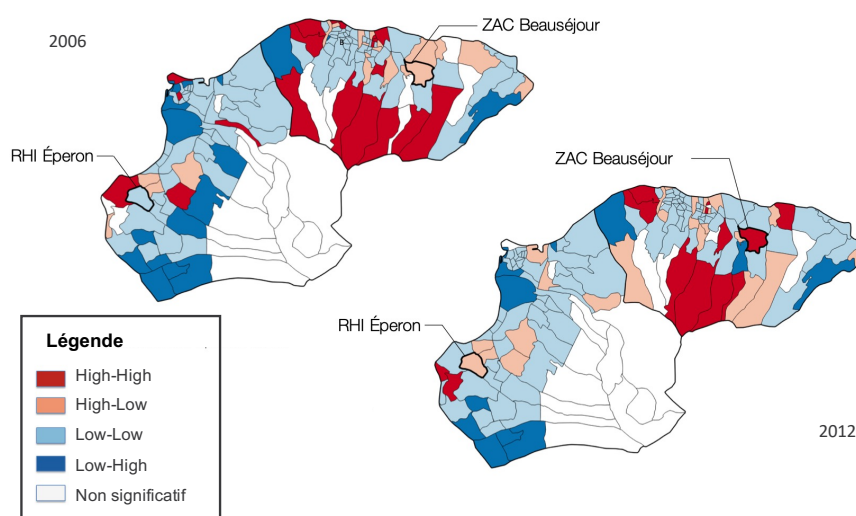 ZAC Beauséjour
2006
RHI Éperon
ZAC Beauséjour
RHI Éperon
Légende
High-High
High-Low
Low-Low
Low-High
Non significatif
2012